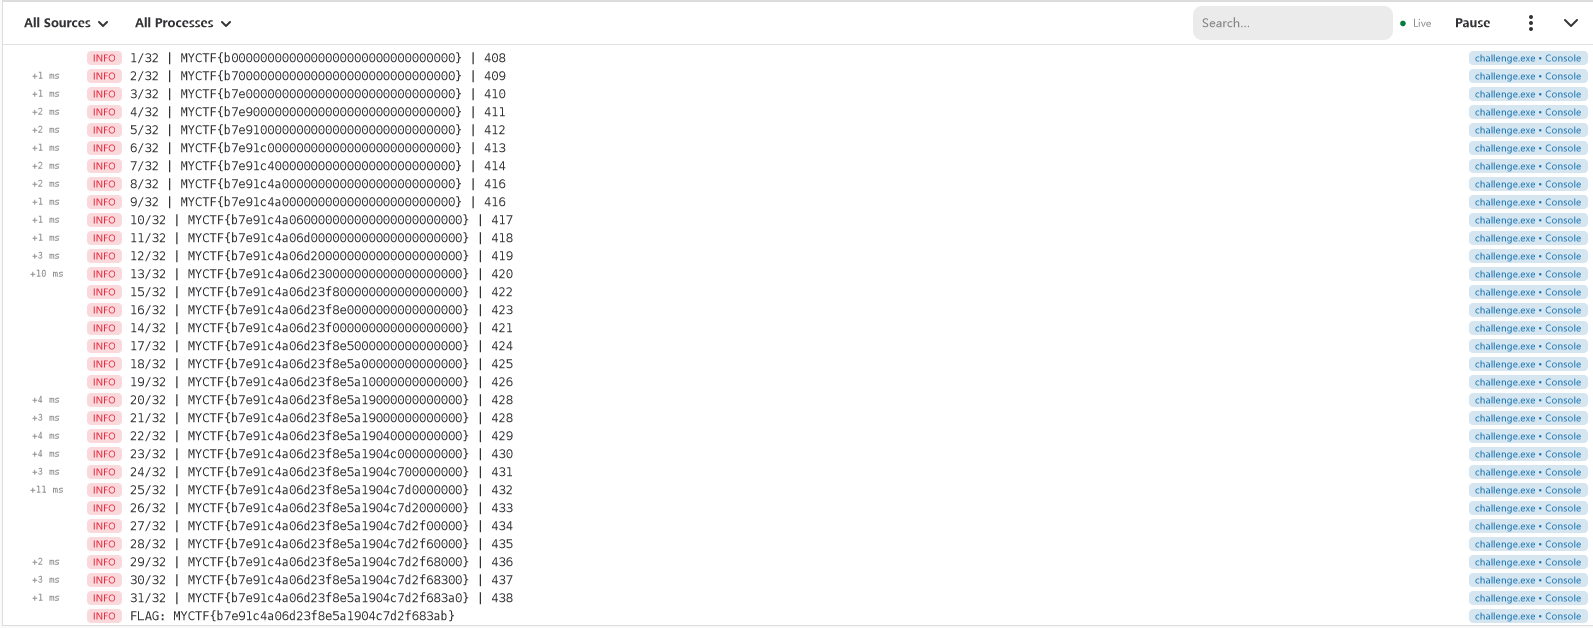 All Sources All Processes Search... Live Pause
INFO 1/32 | MYCTF{b0000000000000000000000000000000} | 408 challenge.exe • Console
+1 ms INFO 2/32 | MYCTF{b7000000000000000000000000000000} | 409 challenge.exe • Console
+1 ms INFO 3/32 | MYCTF{b7e00000000000000000000000000000} | 410 challenge.exe • Console
+2 ms INFO 4/32 | MYCTF{b7e90000000000000000000000000000} | 411 challenge.exe • Console
+2 ms INFO 5/32 | MYCTF{b7e91000000000000000000000000000} | 412 challenge.exe • Console
+1 ms INFO 6/32 | MYCTF{b7e91c00000000000000000000000000} | 413 challenge.exe • Console
+2 ms INFO 7/32 | MYCTF{b7e91c40000000000000000000000000} | 414 challenge.exe • Console
+2 ms INFO 8/32 | MYCTF{b7e91c4a000000000000000000000000} | 416 challenge.exe • Console
+1 ms INFO 9/32 | MYCTF{b7e91c4a000000000000000000000000} | 416 challenge.exe • Console
+1 ms INFO 10/32 | MYCTF{b7e91c4a060000000000000000000000} | 417 challenge.exe • Console
+1 ms INFO 11/32 | MYCTF{b7e91c4a06d000000000000000000000} | 418 challenge.exe • Console
+3 ms INFO 12/32 | MYCTF{b7e91c4a06d200000000000000000000} | 419 challenge.exe • Console
+10 ms INFO 13/32 | MYCTF{b7e91c4a06d230000000000000000000} | 420 challenge.exe • Console
INFO 15/32 | MYCTF{b7e91c4a06d23f800000000000000000} | 422 challenge.exe • Console
INFO 16/32 | MYCTF{b7e91c4a06d23f8e0000000000000000} | 423 challenge.exe • Console
INFO 14/32 | MYCTF{b7e91c4a06d23f000000000000000000} | 421 challenge.exe • Console
INFO 17/32 | MYCTF{b7e91c4a06d23f8e5000000000000000} | 424 challenge.exe • Console
INFO 18/32 | MYCTF{b7e91c4a06d23f8e5a00000000000000} | 425 challenge.exe • Console
INFO 19/32 | MYCTF{b7e91c4a06d23f8e5a10000000000000} | 426 challenge.exe • Console
+4 ms INFO 20/32 | MYCTF{b7e91c4a06d23f8e5a19000000000000} | 428 challenge.exe • Console
+3 ms INFO 21/32 | MYCTF{b7e91c4a06d23f8e5a19000000000000} | 428 challenge.exe • Console
+4 ms INFO 22/32 | MYCTF{b7e91c4a06d23f8e5a19040000000000} | 429 challenge.exe • Console
+4 ms INFO 23/32 | MYCTF{b7e91c4a06d23f8e5a1904c000000000} | 430 challenge.exe • Console
+3 ms INFO 24/32 | MYCTF{b7e91c4a06d23f8e5a1904c700000000} | 431 challenge.exe • Console
+11 ms INFO 25/32 | MYCTF{b7e91c4a06d23f8e5a1904c7d0000000} | 432 challenge.exe • Console
INFO 26/32 | MYCTF{b7e91c4a06d23f8e5a1904c7d2000000} | 433 challenge.exe • Console
INFO 27/32 | MYCTF{b7e91c4a06d23f8e5a1904c7d2f00000} | 434 challenge.exe • Console
INFO 28/32 | MYCTF{b7e91c4a06d23f8e5a1904c7d2f60000} | 435 challenge.exe • Console
+2 ms INFO 29/32 | MYCTF{b7e91c4a06d23f8e5a1904c7d2f68000} | 436 challenge.exe • Console
+3 ms INFO 30/32 | MYCTF{b7e91c4a06d23f8e5a1904c7d2f68300} | 437 challenge.exe • Console
+1 ms INFO 31/32 | MYCTF{b7e91c4a06d23f8e5a1904c7d2f683a0} | 438 challenge.exe • Console
INFO FLAG: MYCTF{b7e91c4a06d23f8e5a1904c7d2f683ab} challenge.exe • Console